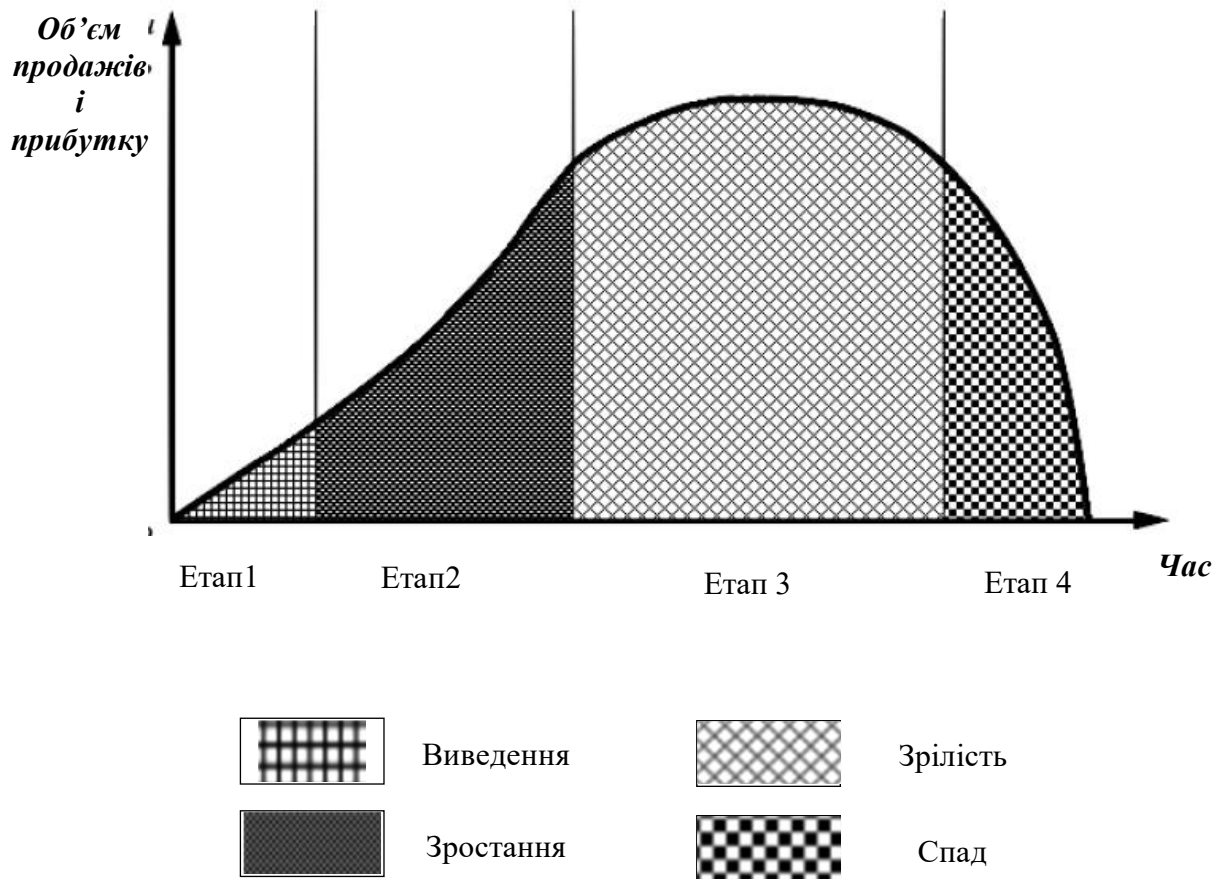 Об’єм
продажів
і
прибутку
Етап1
Етап2
Етап 3
Етап 4
Час
Виведення
Зрілість
Зростання
Спад